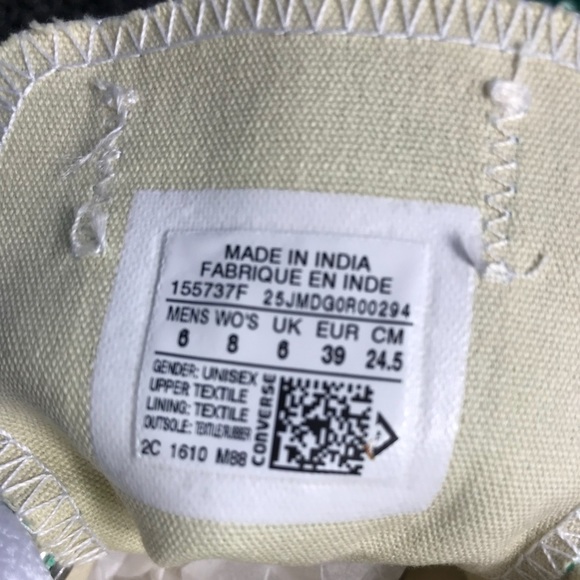 MADE IN INDIA
FABRIQUE EN INDE
155737F 25JMDG0R00294
MENS WO'S UK EUR CM
6 8 6 39 24.5
GENDER: UNISEX
UPPER TEXTILE
LINING: TEXTILE
OUTSOLE: TEXTILE/RUBBER
2C 1610 M88
CONVERSE